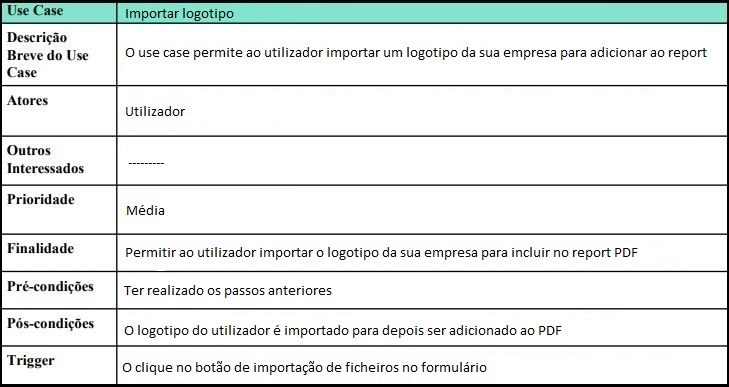 Use Case Importar logotipo
Descrição
Breve do Use
Case
O use case permite ao utilizador importar um logotipo da sua empresa para adicionar ao report
Atores
Utilizador
Outros
Interessados
---------
Prioridade
Média
Finalidade
Permitir ao utilizador importar o logotipo da sua empresa para incluir no report PDF
Pré-condições
Ter realizado os passos anteriores
Pós-condições
O logotipo do utilizador é importado para depois ser adicionado ao PDF
Trigger
O clique no botão de importação de ficheiros no formulário